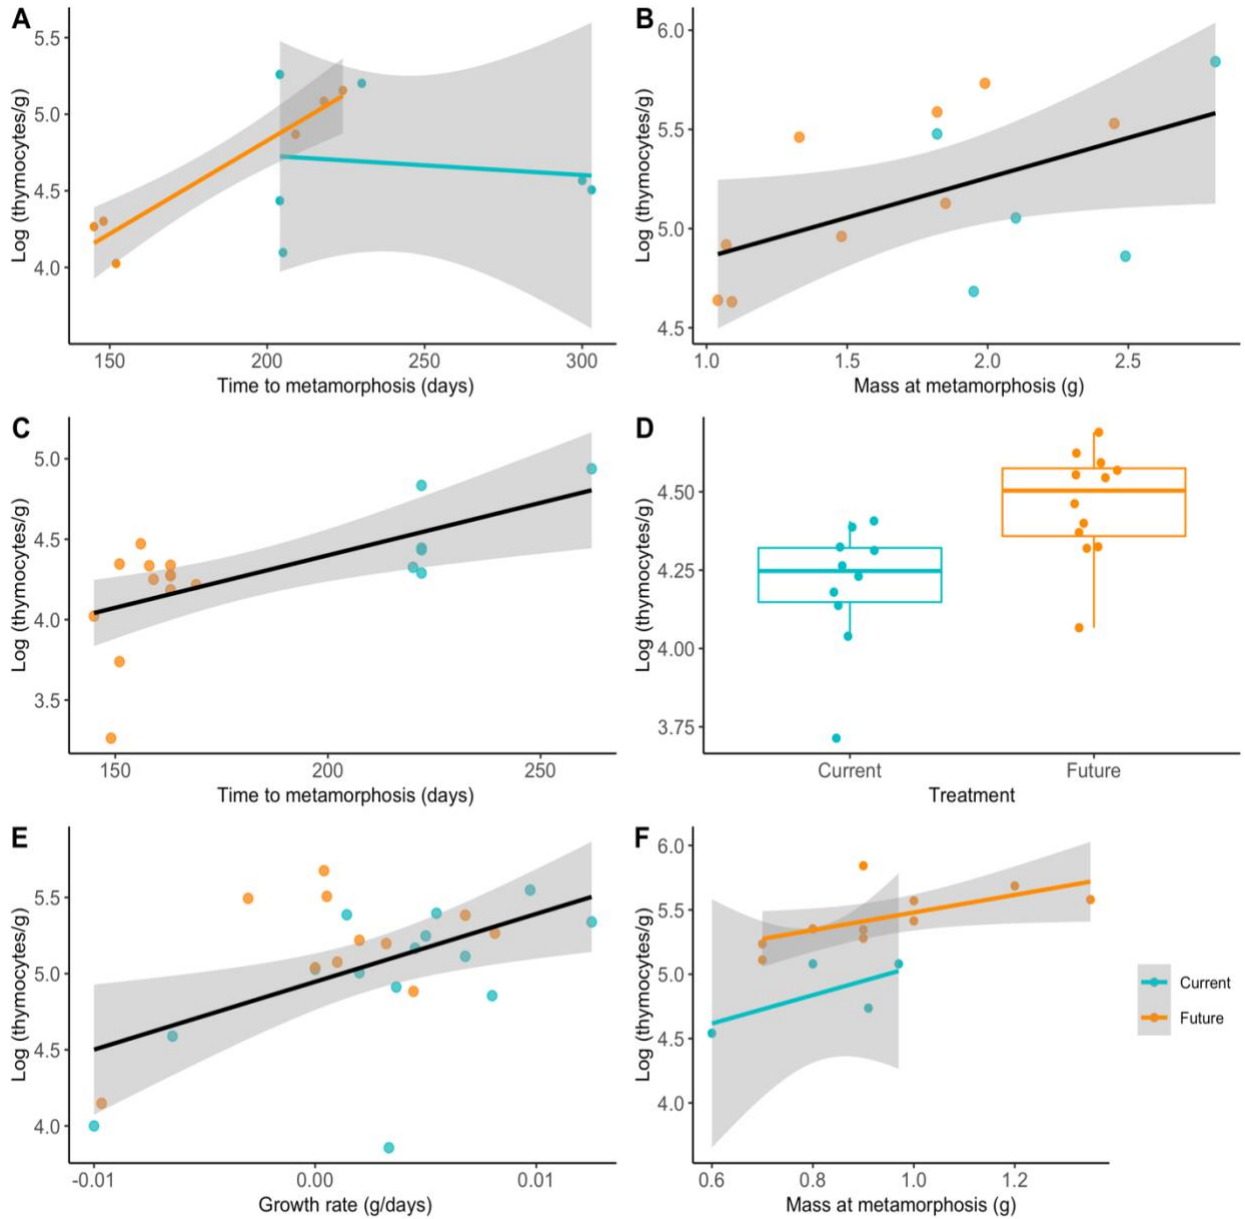 A
Log (thymocytes/g)
5.5
5.0
4.5
4.0
150
200
250
300
Time to metamorphosis (days)
B
Log (thymocytes/g)
6.0
5.5
5.0
4.5
1.0
1.5
2.0
2.5
Mass at metamorphosis (g)
C
Log (thymocytes/g)
5.0
4.5
4.0
3.5
150
200
250
Time to metamorphosis (days)
D
Log (thymocytes/g)
4.50
4.25
4.00
3.75
Current
Future
Treatment
E
Log (thymocytes/g)
5.5
5.0
4.5
4.0
-0.01
0.00
0.01
Growth rate (g/days)
F
Log (thymocytes/g)
6.0
5.5
5.0
4.5
4.0
0.6
0.8
1.0
1.2
Mass at metamorphosis (g)
Current
Future